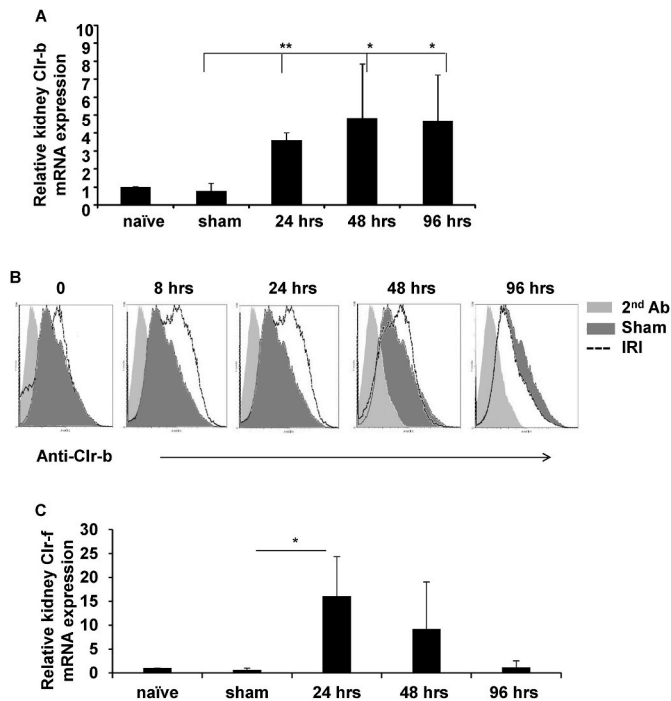 A
Relative kidney Clr-b
mRNA expression
10
9
8
7
6
5
4
3
2
1
0
** * *
naïve sham 24 hrs 48 hrs 96 hrs
B
0 8 hrs 24 hrs 48 hrs 96 hrs
2nd Ab
Sham
IRI
Anti-Clr-b
C
Relative kidney Clr-f
mRNA expression
30
25
20
15
10
5
0
*
naïve sham 24 hrs 48 hrs 96 hrs